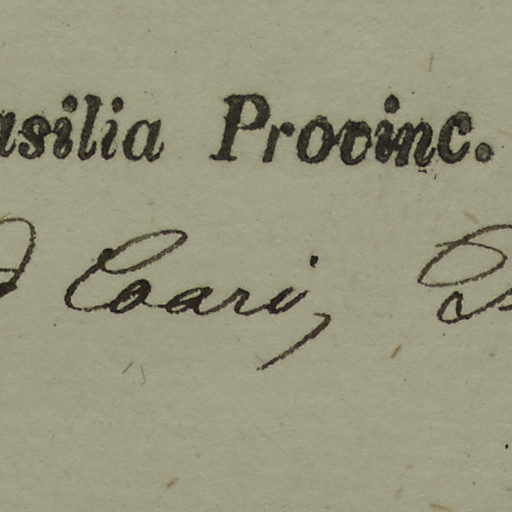 asilia Provinc.
d Coari,